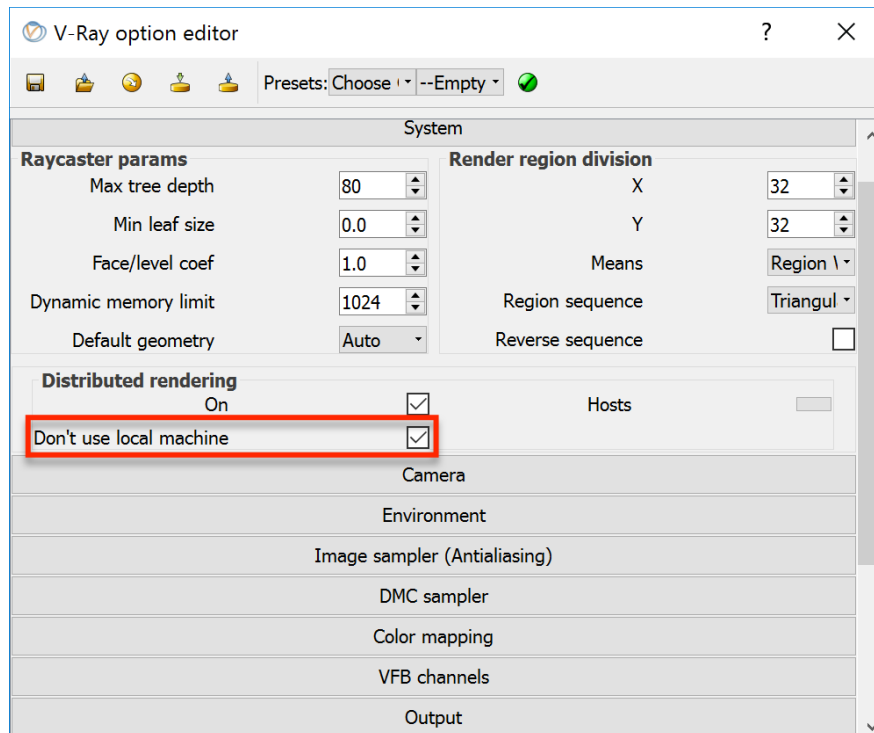 V-Ray option editor
Presets: Choose --Empty
System
Raycaster params
Max tree depth 80
Min leaf size 0.0
Face/level coef 1.0
Dynamic memory limit 1024
Default geometry Auto
Render region division
X 32
Y 32
Means Region
Region sequence Triangul
Reverse sequence
Distributed rendering
On
Hosts
Don't use local machine
Camera
Environment
Image sampler (Antialiasing)
DMC sampler
Color mapping
VFB channels
Output